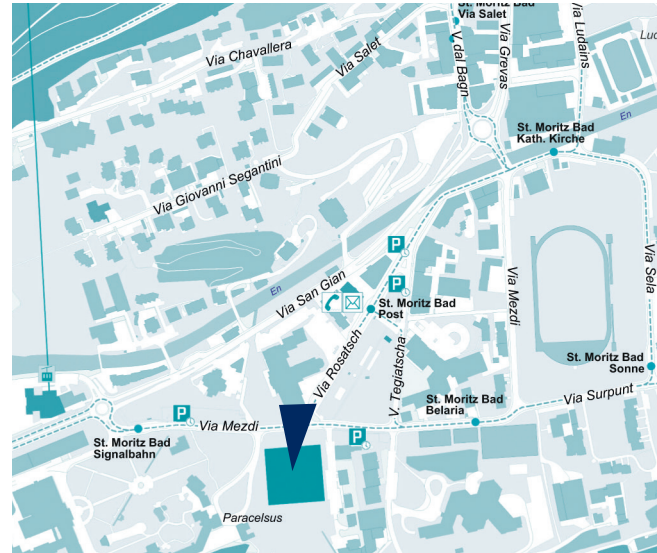 St. Moritz Bad
Via Salet
Via Chavallera
Via Salet
V. dal Bagn
Via Grevas
Via Ludains
En
St. Moritz Bad
Kath. Kirche
Via Giovanni Segantini
P
En
Via San Gian
P
St. Moritz Bad
Post
Via Mezdi
Via Sela
Via Rosatsch
V. Tegiatscha
St. Moritz Bad
Sonne
Via Surpunt
St. Moritz Bad
Belaria
P
Via Mezdi
P
St. Moritz Bad
Signalbahn
Paracelsus